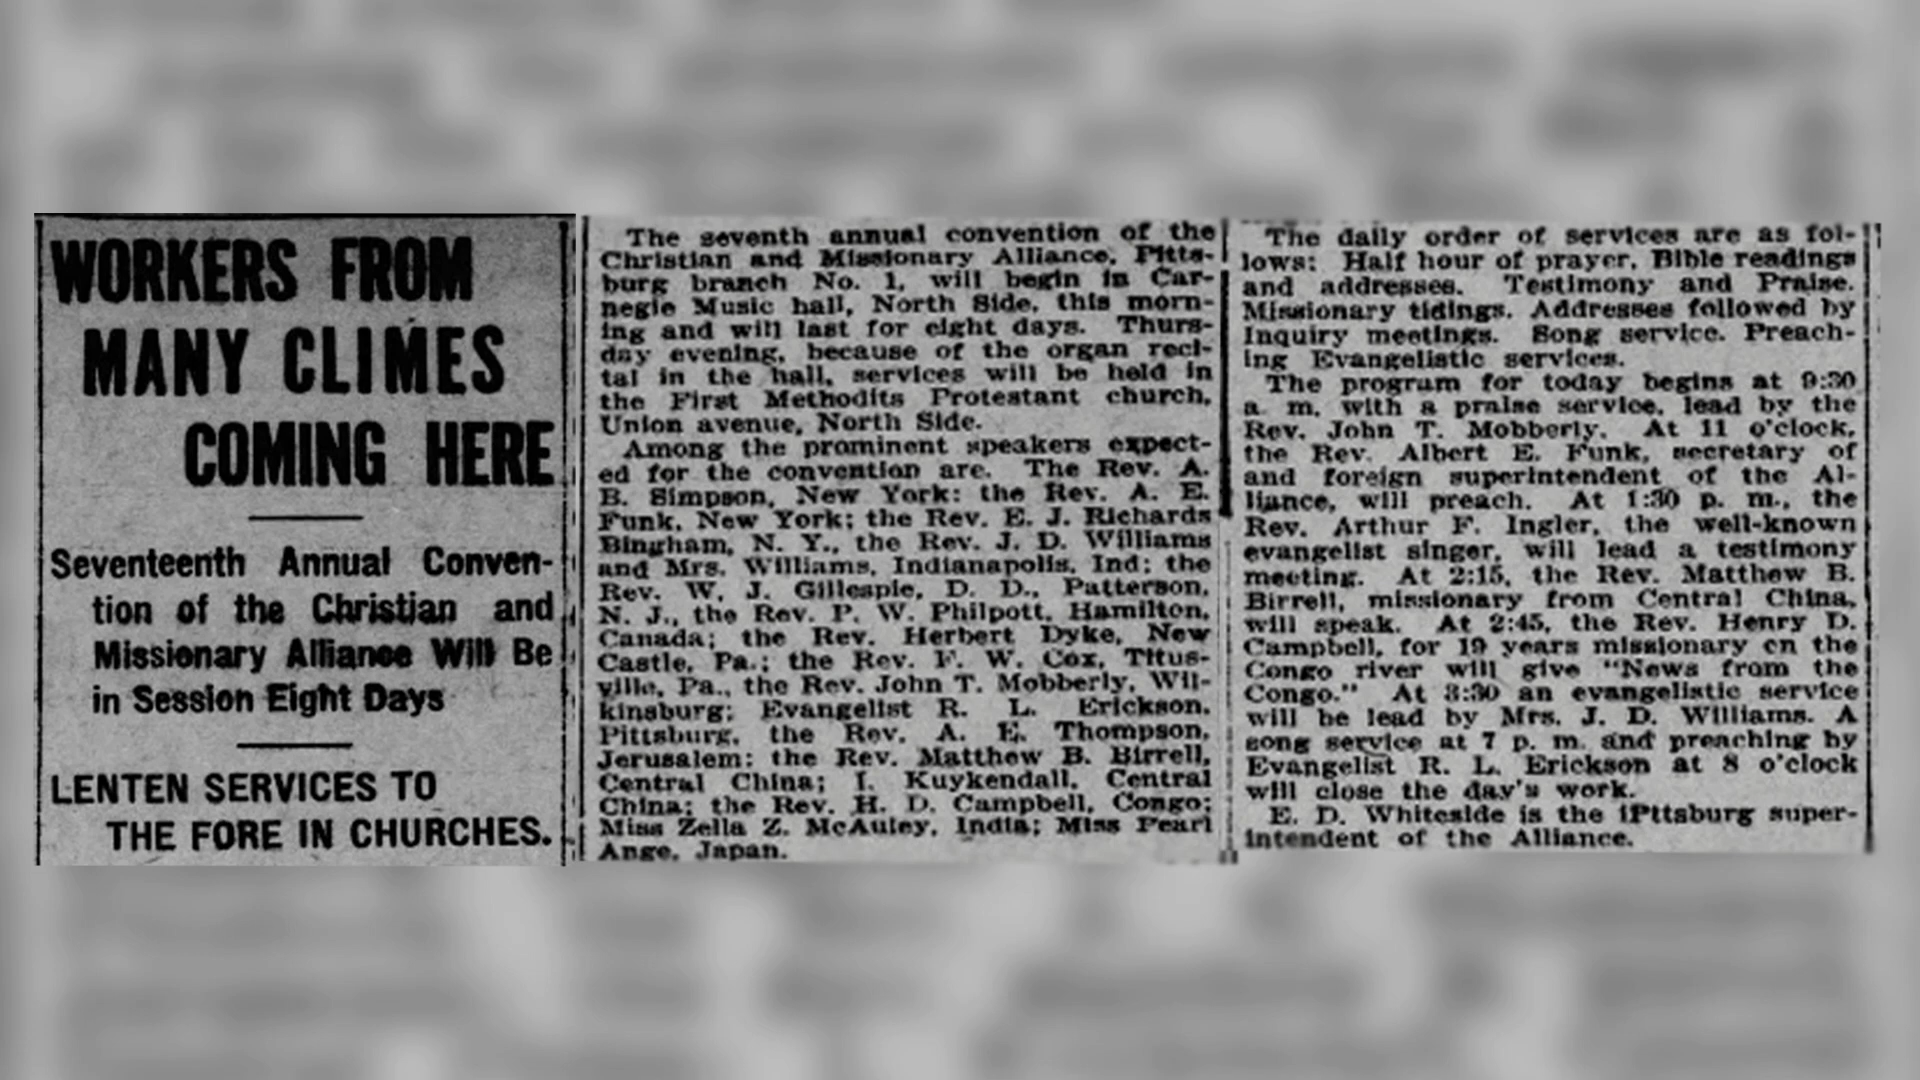 WORKERS FROM
MANY CLIMES
COMING HERE
Seventeenth Annual Conven-
tion of the Christian and
Missionary Alliance Will Be
in Session Eight Days
LENTEN SERVICES TO
THE FORE IN CHURCHES.
The seventh annual convention of the
Christian and Missionary Alliance, Pitts-
burg branch No. 1, will begin in Car-
negie Music hall, North Side, this morn-
ing and will last for eight days. Thurs-
day evening, because of the organ reci-
tal in the hall, services will be held in
the First Methodits Protestant church,
Union avenue, North Side.
Among the prominent speakers expect-
ed for the convention are. The Rev. A.
B. Simpson, New York; the Rev. A. E.
Funk, New York; the Rev. E. J. Richards
Bingham, N. Y., the Rev. J. D. Williams
and Mrs. Williams, Indianapolis, Ind; the
Rev. W. J. Gillespie, D. D., Patterson,
N. J., the Rev. P. W. Philpott, Hamilton,
Canada; the Rev. Herbert Dyke, New
Castle, Pa.; the Rev. F. W. Cox, Titus-
ville, Pa., the Rev. John T. Mobberly, Wil-
kinsburg; Evangelist R. L. Erickson,
Pittsburg, the Rev. A. E. Thompson,
Jerusalem; the Rev. Matthew B. Birrell,
Central China; I. Kuykendall, Central
China; the Rev. H. D. Campbell, Congo;
Miss Zella Z. McAuley, India; Miss Pearl
Ange, Japan.
The daily order of services are as fol-
lows: Half hour of prayer, Bible readings
and addresses. Testimony and Praise.
Missionary tidings. Addresses followed by
Inquiry meetings. Song service. Preach-
ing Evangelistic services.
The program for today begins at 9:30
a. m. with a praise service, lead by the
Rev. John T. Mobberly. At 11 o'clock,
the Rev. Albert E. Funk, secretary of
and foreign superintendent of the Al-
liance, will preach. At 1:30 p. m., the
Rev. Arthur F. Ingler, the well-known
evangelist singer, will lead a testimony
meeting. At 2:15, the Rev. Matthew B.
Birrell, missionary from Central China,
will speak. At 2:45, the Rev. Henry D.
Campbell, for 19 years missionary on the
Congo river will give "News from the
Congo." At 3:30 an evangelistic service
will be lead by Mrs. J. D. Williams. A
song service at 7 p. m. and preaching by
Evangelist R. L. Erickson at 8 o'clock
will close the day's work.
E. D. Whiteside is the iPttsburg super-
intendent of the Alliance.